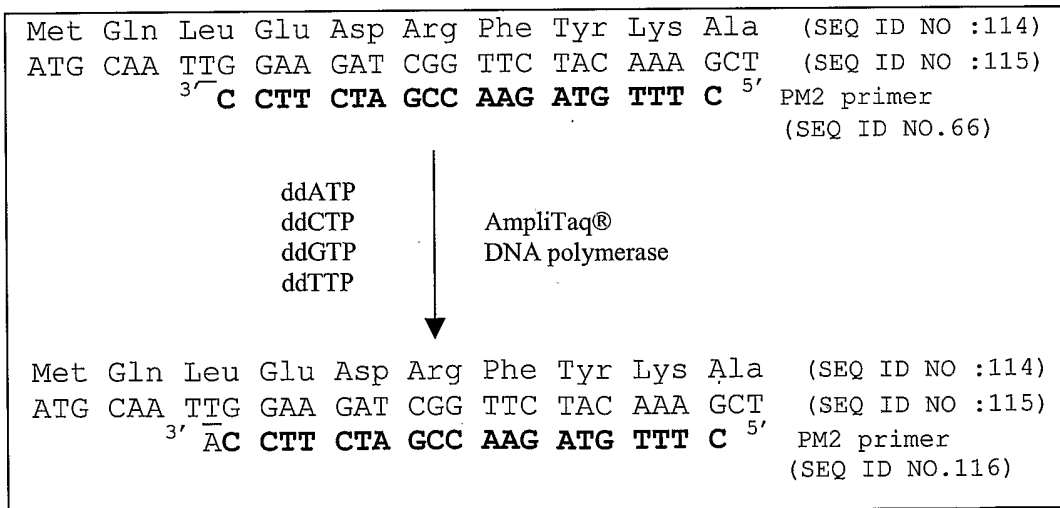 Met Gln Leu Glu Asp Arg Phe Tyr Lys Ala (SEQ ID NO :114)
ATG CAA TTG GAA GAT CGG TTC TAC AAA GCT (SEQ ID NO :115)
3′ C CTT CTA GCC AAG ATG TTT C 5′ PM2 primer
(SEQ ID NO.66)
ddATP
ddCTP
ddGTP
ddTTP
AmpliTaq®
DNA polymerase
Met Gln Leu Glu Asp Arg Phe Tyr Lys Ala (SEQ ID NO :114)
ATG CAA TTG GAA GAT CGG TTC TAC AAA GCT (SEQ ID NO :115)
3′ AC CTT CTA GCC AAG ATG TTT C 5′ PM2 primer
(SEQ ID NO.116)